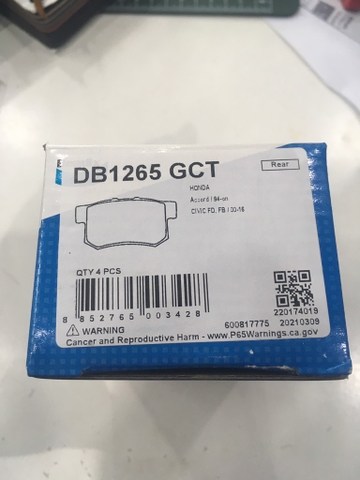 DB1265 GCT
Rear
HONDA
Accord / 94-on
CIVIC FD, FB / 00-16
QTY 4 PCS
8 852765 003428
220174019
WARNING
600817775 20210309
Cancer and Reproductive Harm - www.P65Warnings.ca.gov